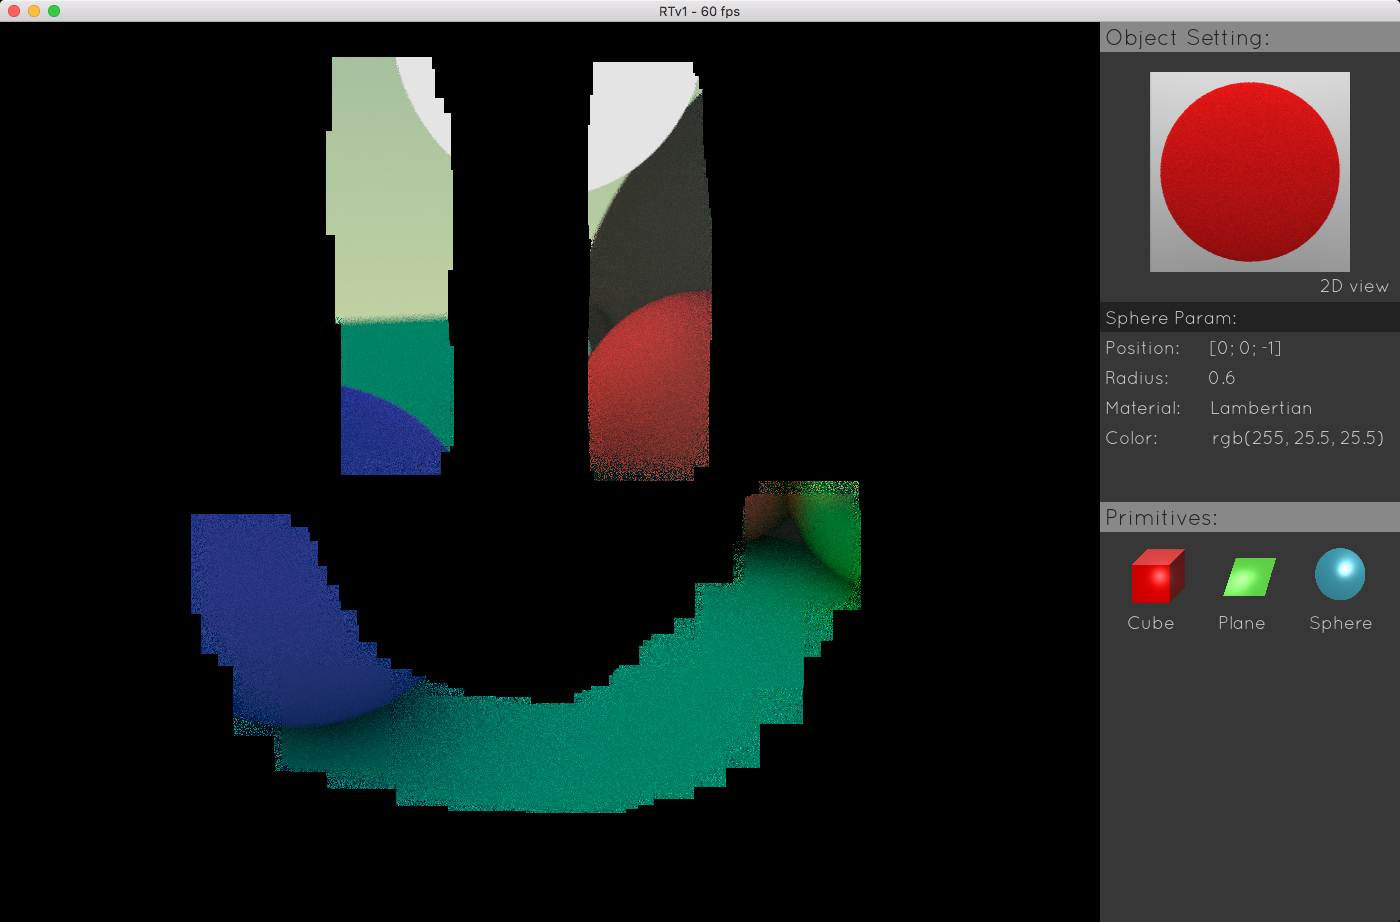 RTv1 - 60 fps
Object Setting:
2D view
Sphere Param:
Position: [0; 0; -1]
Radius: 0.6
Material: Lambertian
Color: rgb(255, 25.5, 25.5)
Primitives:
Cube Plane Sphere